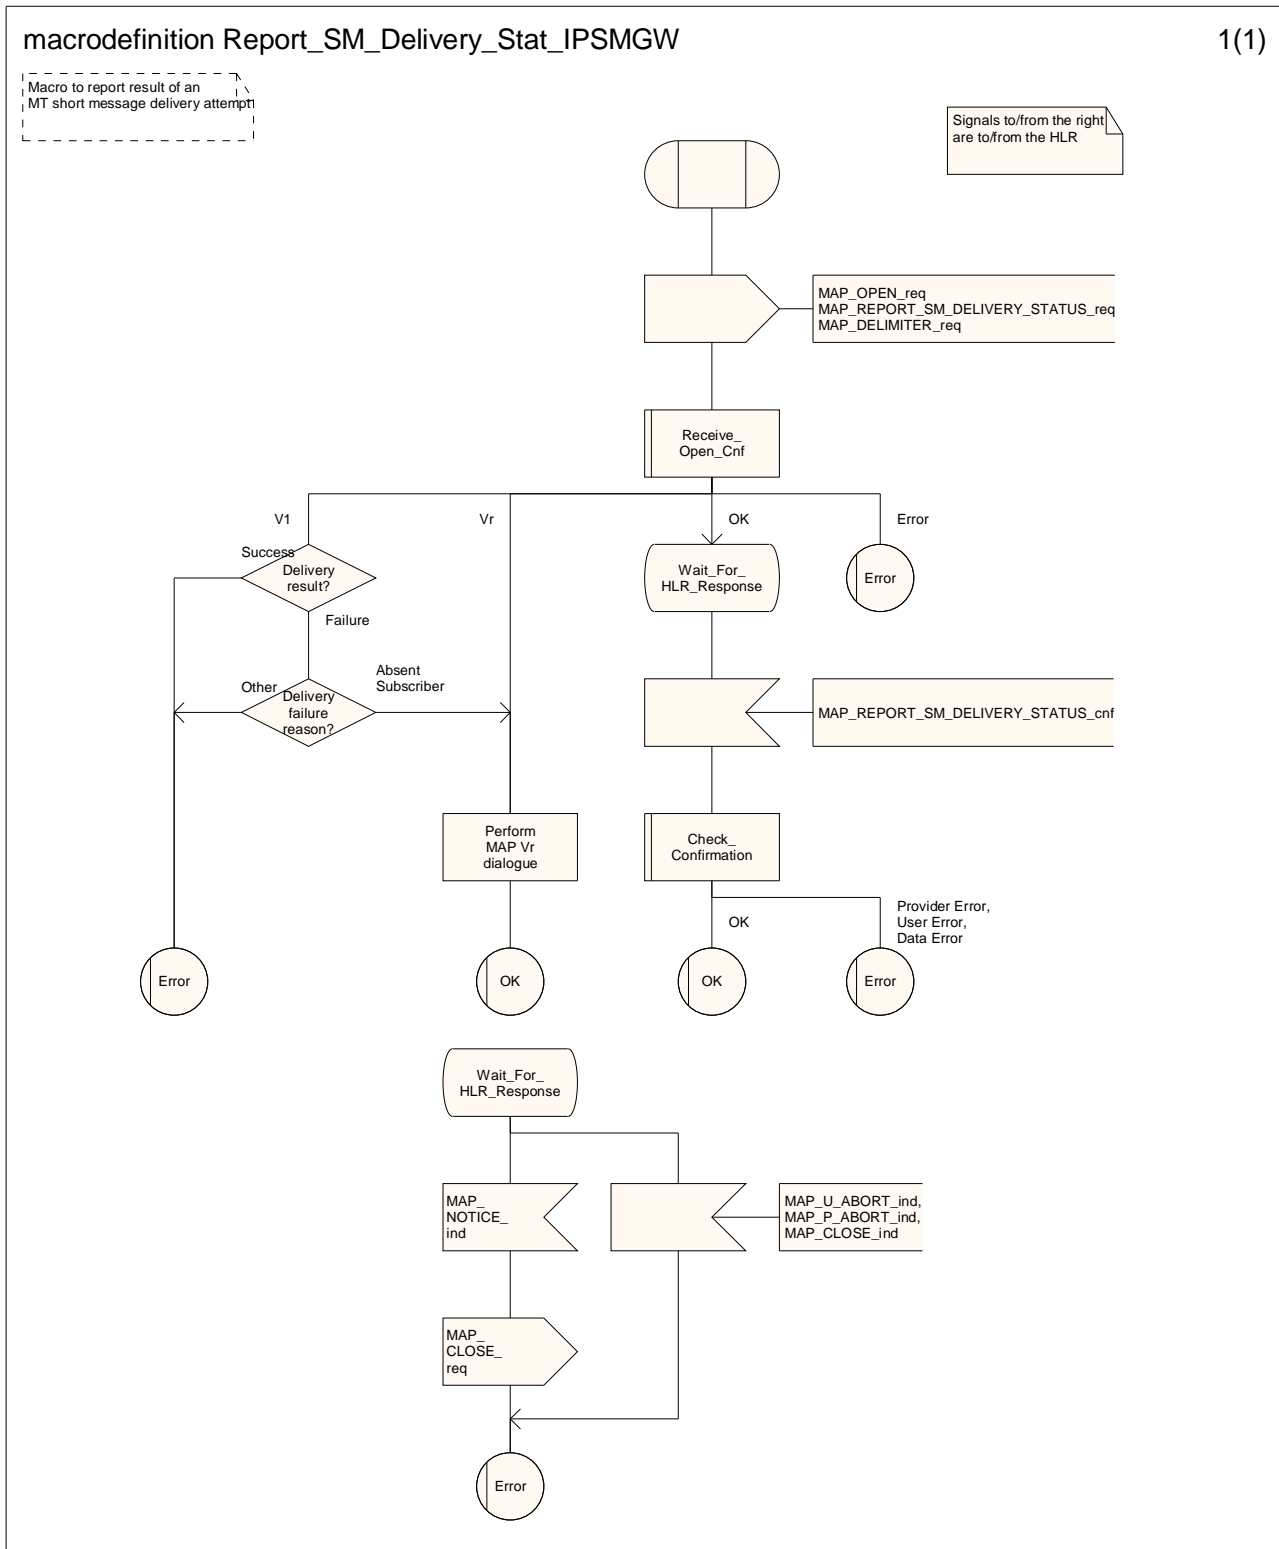 macrodefinition Report_SM_Delivery_Stat_IPSMGW
1(1)
Macro to report result of an
MT short message delivery attempt
Signals to/from the right
are to/from the HLR
MAP_OPEN_req
MAP_REPORT_SM_DELIVERY_STATUS_req
MAP_DELIMITER_req
Receive_
Open_Cnf
V1
Vr
OK
Error
Success
Delivery
result?
Wait_For_
HLR_Response
Error
Failure
Absent
Subscriber
Other
Delivery
failure
reason?
MAP_REPORT_SM_DELIVERY_STATUS_cnf
Perform
MAP Vr
dialogue
Check_
Confirmation
OK
Provider Error,
User Error,
Data Error
Error
OK
OK
Error
Wait_For_
HLR_Response
MAP_
NOTICE_
ind
MAP_U_ABORT_ind,
MAP_P_ABORT_ind,
MAP_CLOSE_ind
MAP_
CLOSE_
req
Error